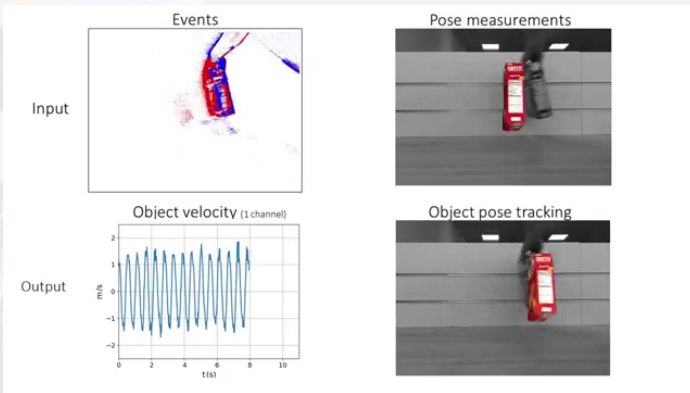 Events
Pose measurements
Input
Object velocity (1 channel)
Object pose tracking
Output
2
1
0
−1
−2
m/s
0 2 4 6 8 10
t(s)